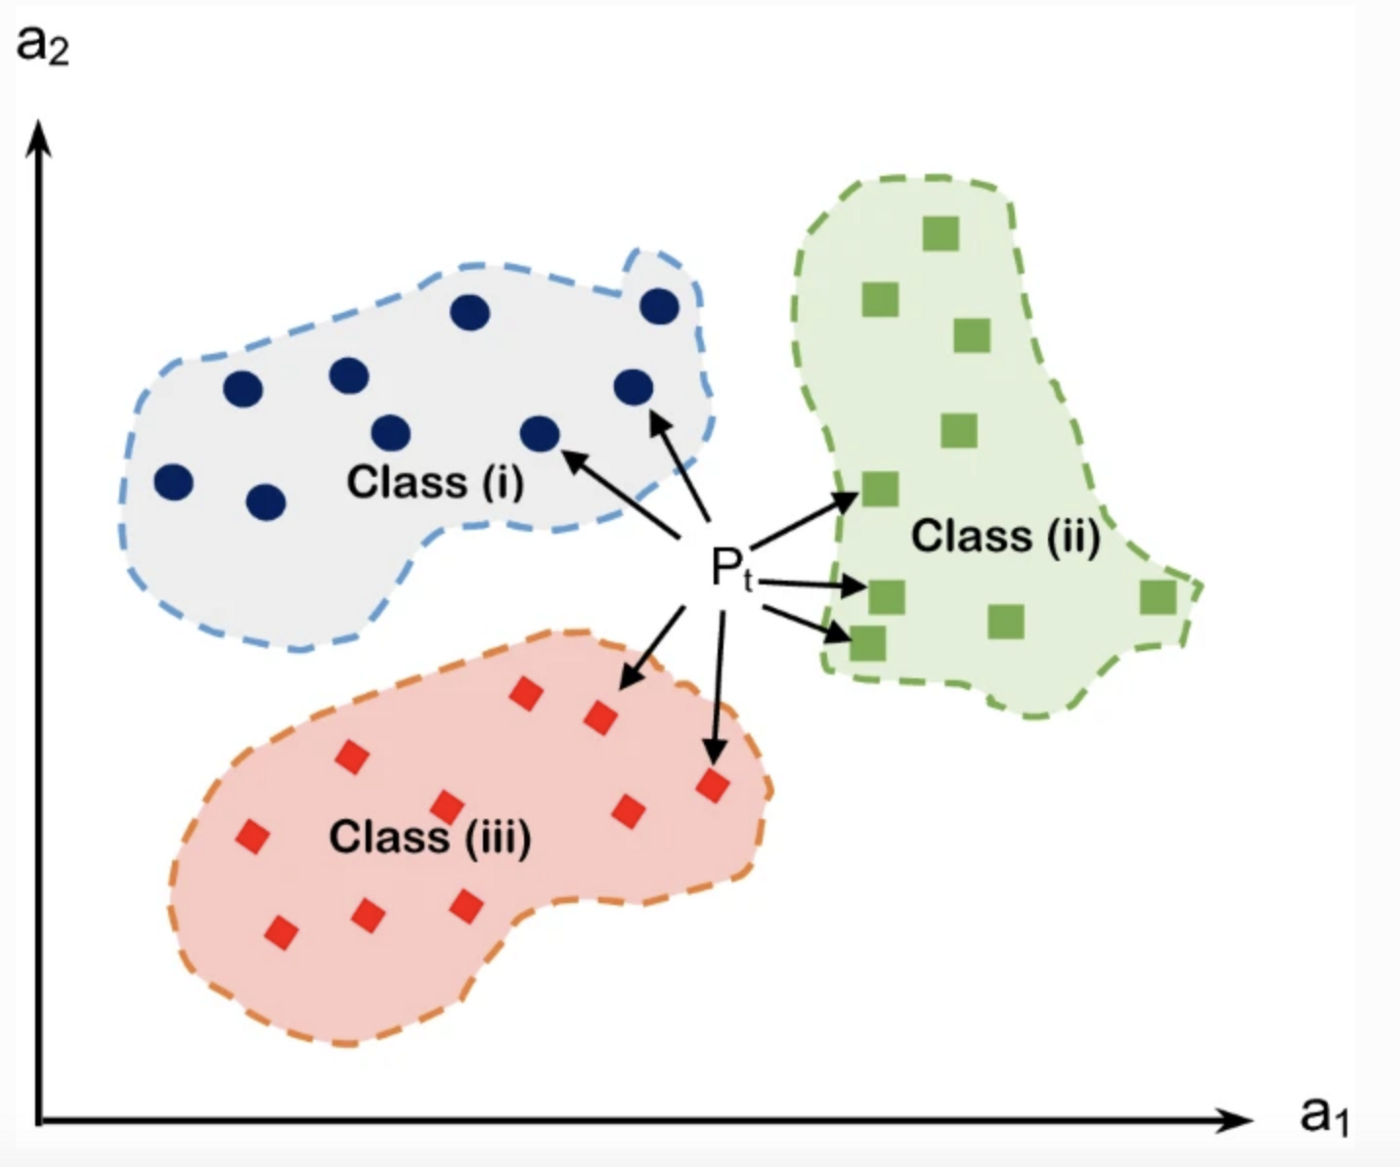 a₂
Class (i)
Class (ii)
Pₜ
Class (iii)
a₁